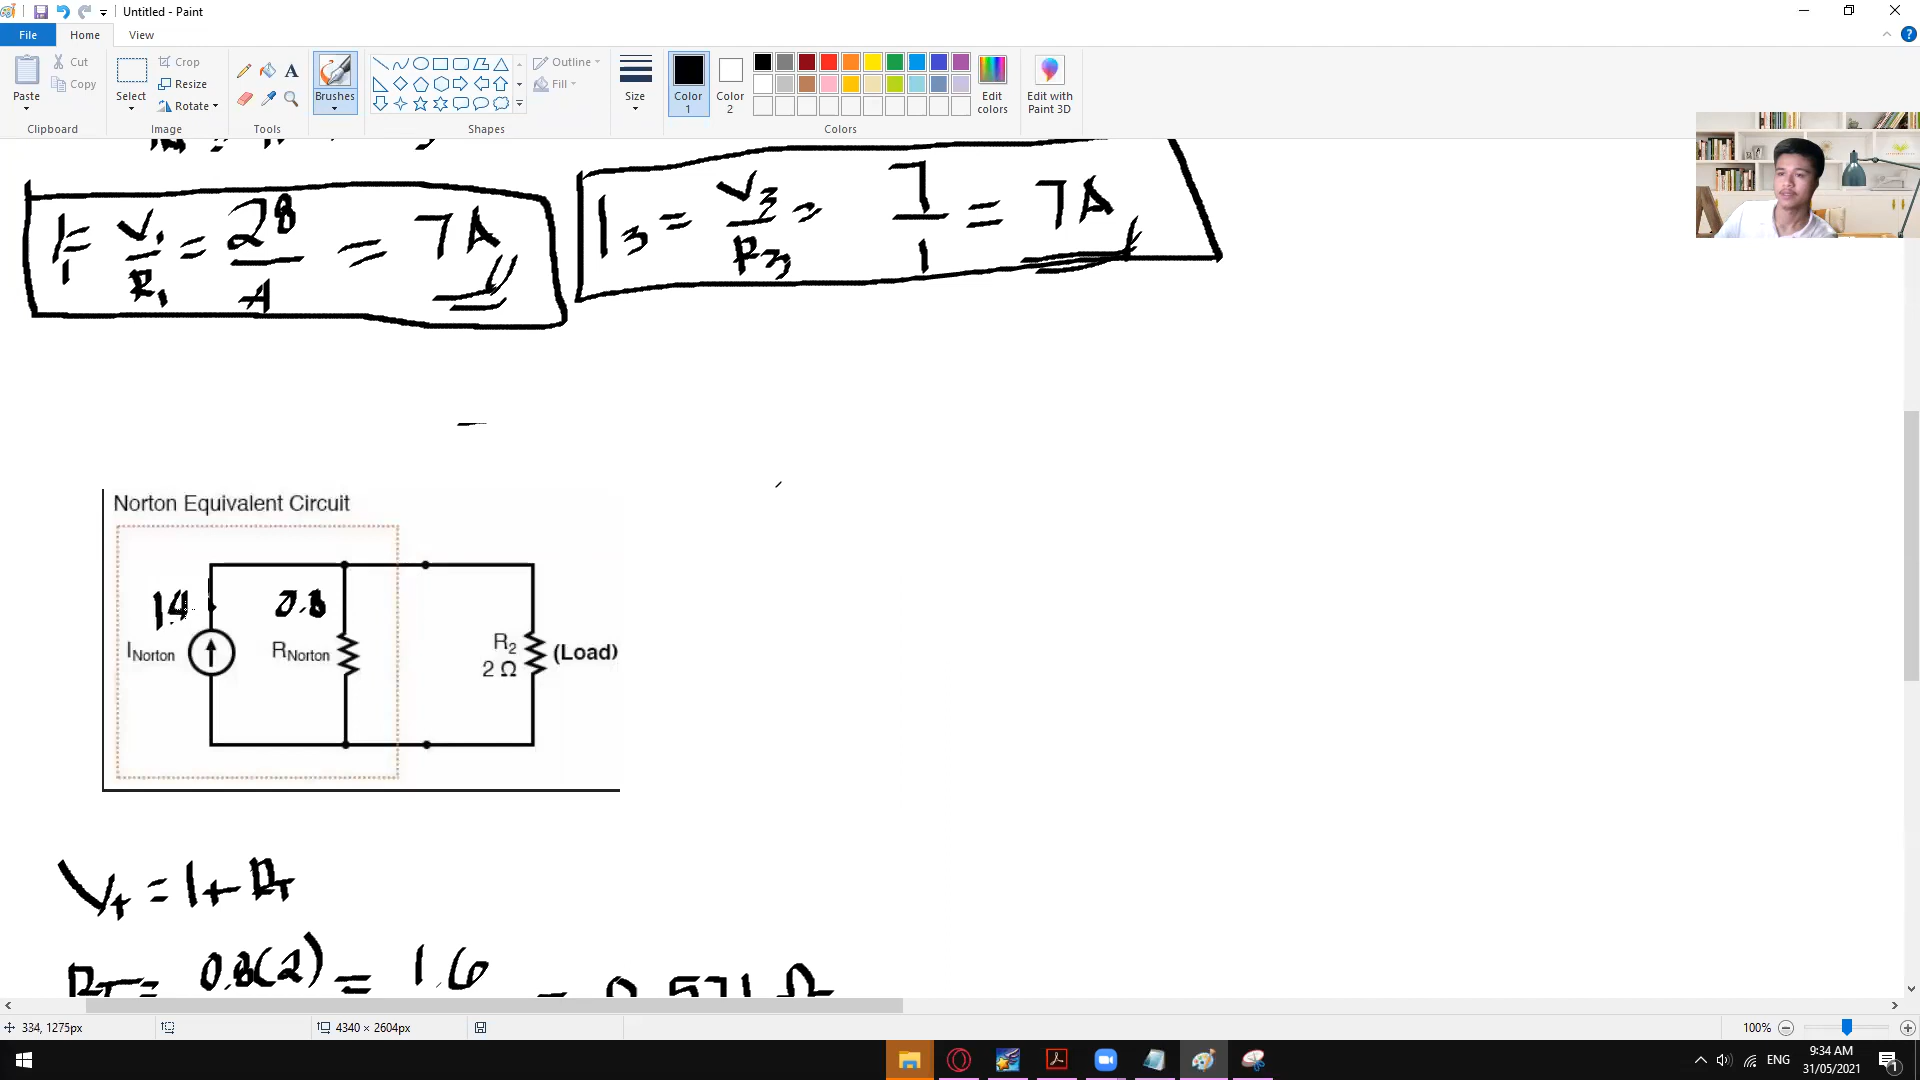 Untitled - Paint
File Home View
Paste Cut Copy Clipboard
Select Crop Resize Rotate Image
Tools
Brushes
Shapes Outline Fill
Size
Color 1 Color 2 Edit colors Colors
Edit with Paint 3D
I1 = V1/R1 = 28/4 = 7A
I3 = V3/R3 = 7/1 = 7A
Norton Equivalent Circuit
14 0.8
INorton RNorton R2 2 Ω (Load)
VT = IT RT
RT = 0.8(2) = 1.6 = 0.571 Ω
334, 1275px 4340 × 2604px 100%
ENG 9:34 AM 31/05/2021 1